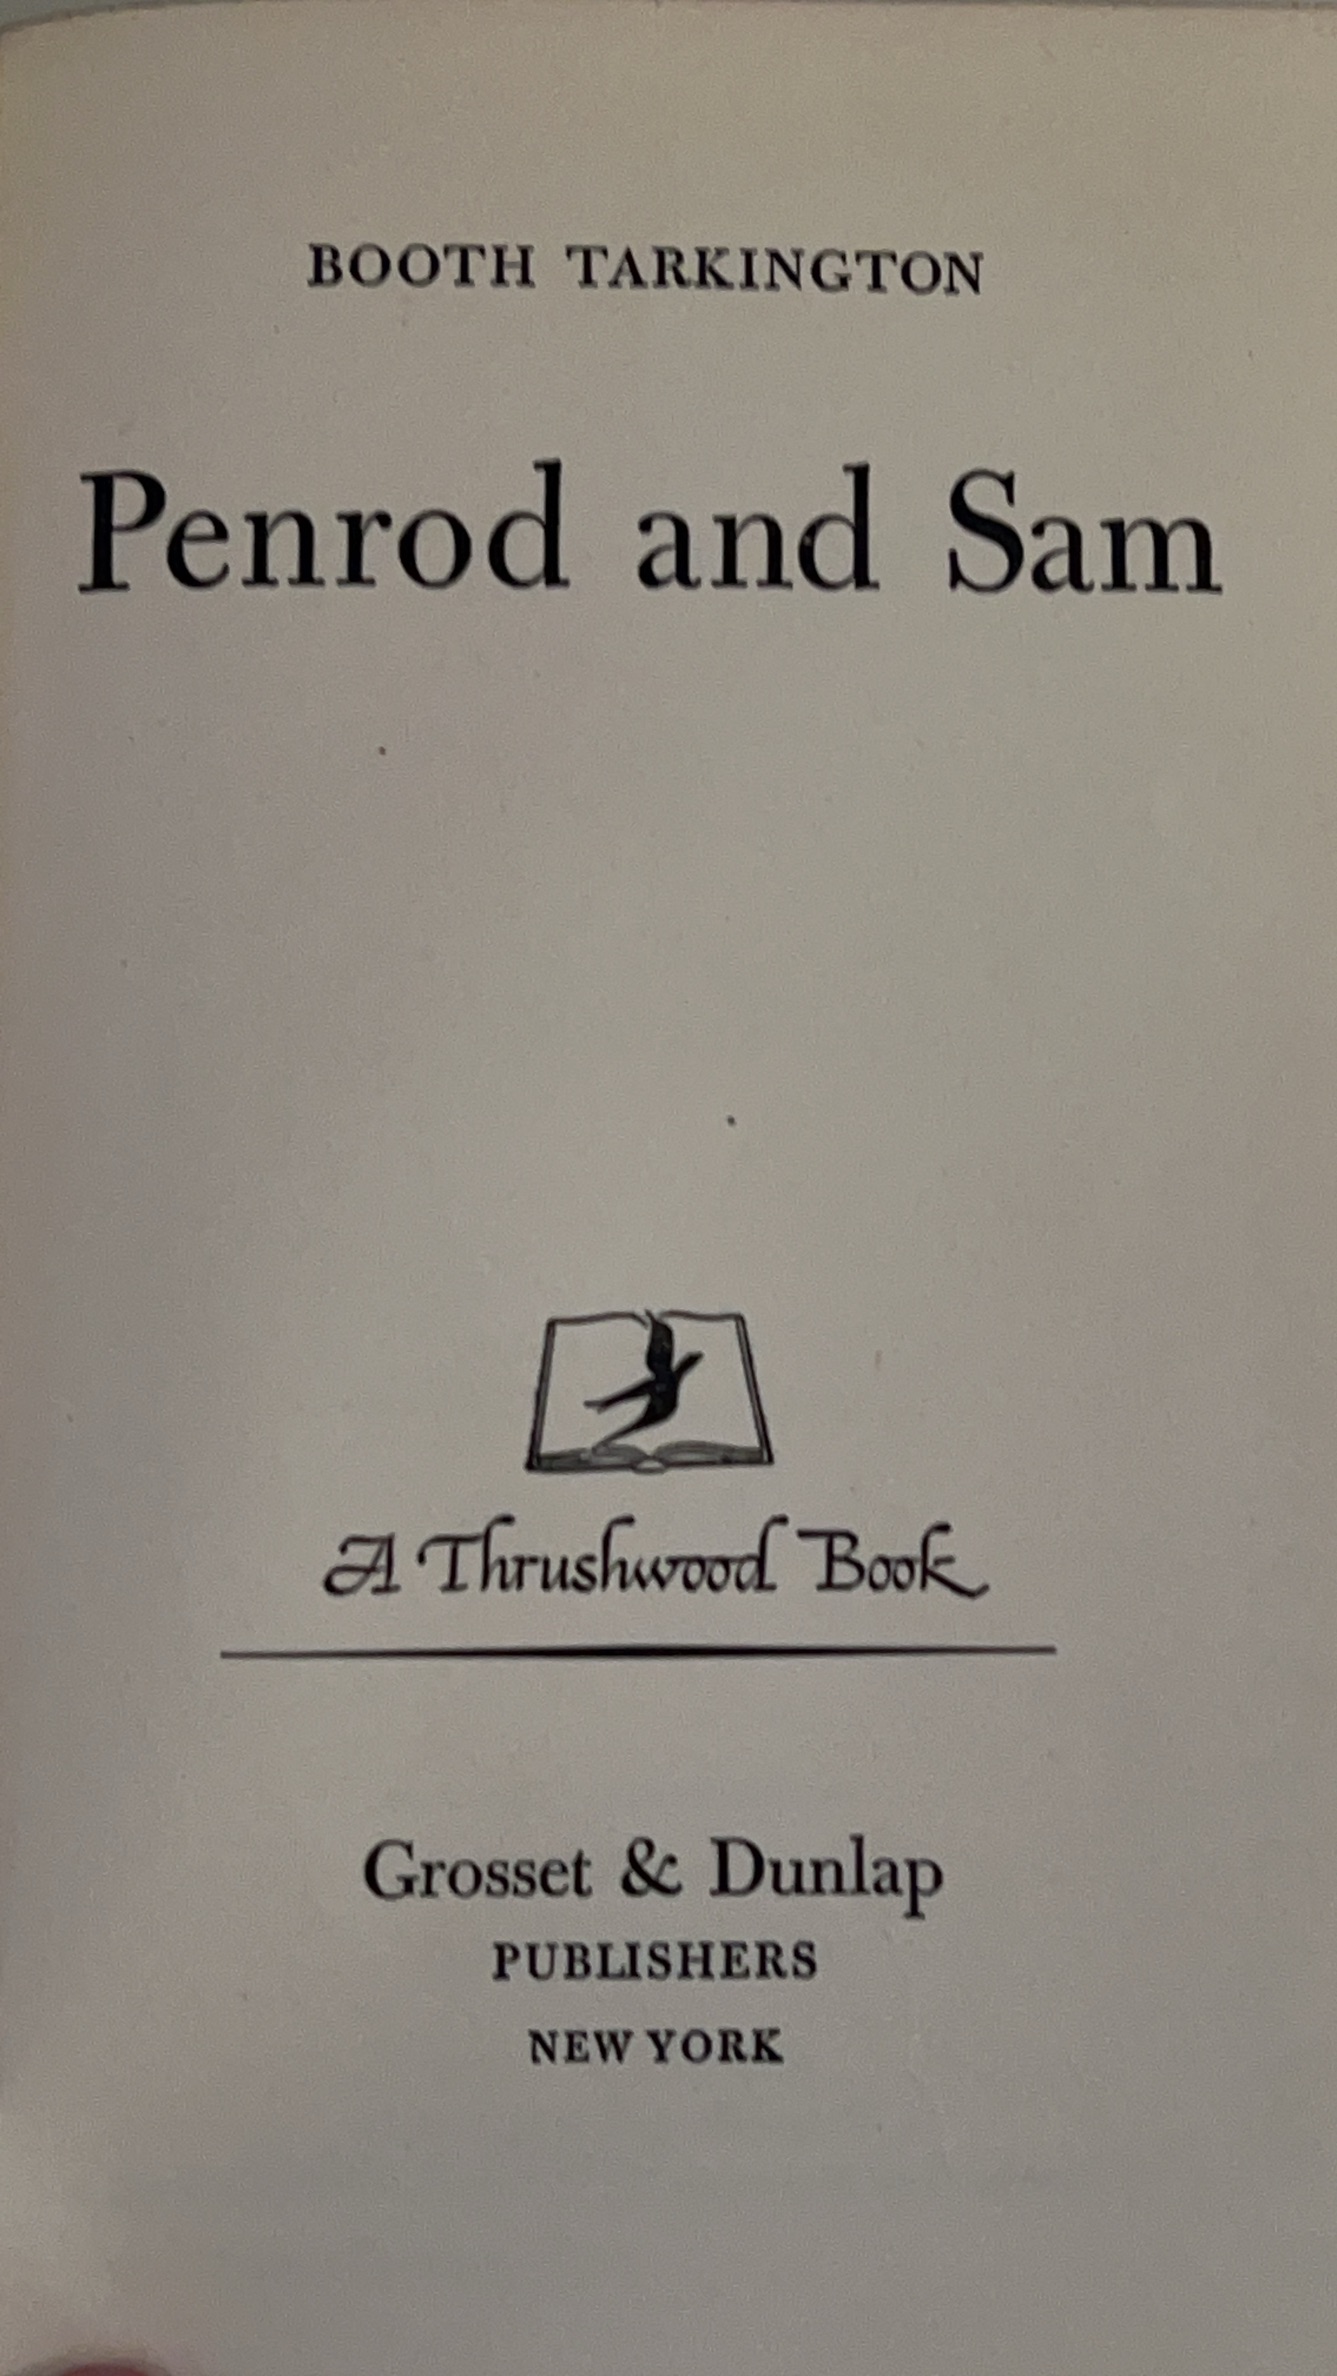 BOOTH TARKINGTON
Penrod and Sam
A Thrushwood Book
Grosset & Dunlap
PUBLISHERS
NEW YORK